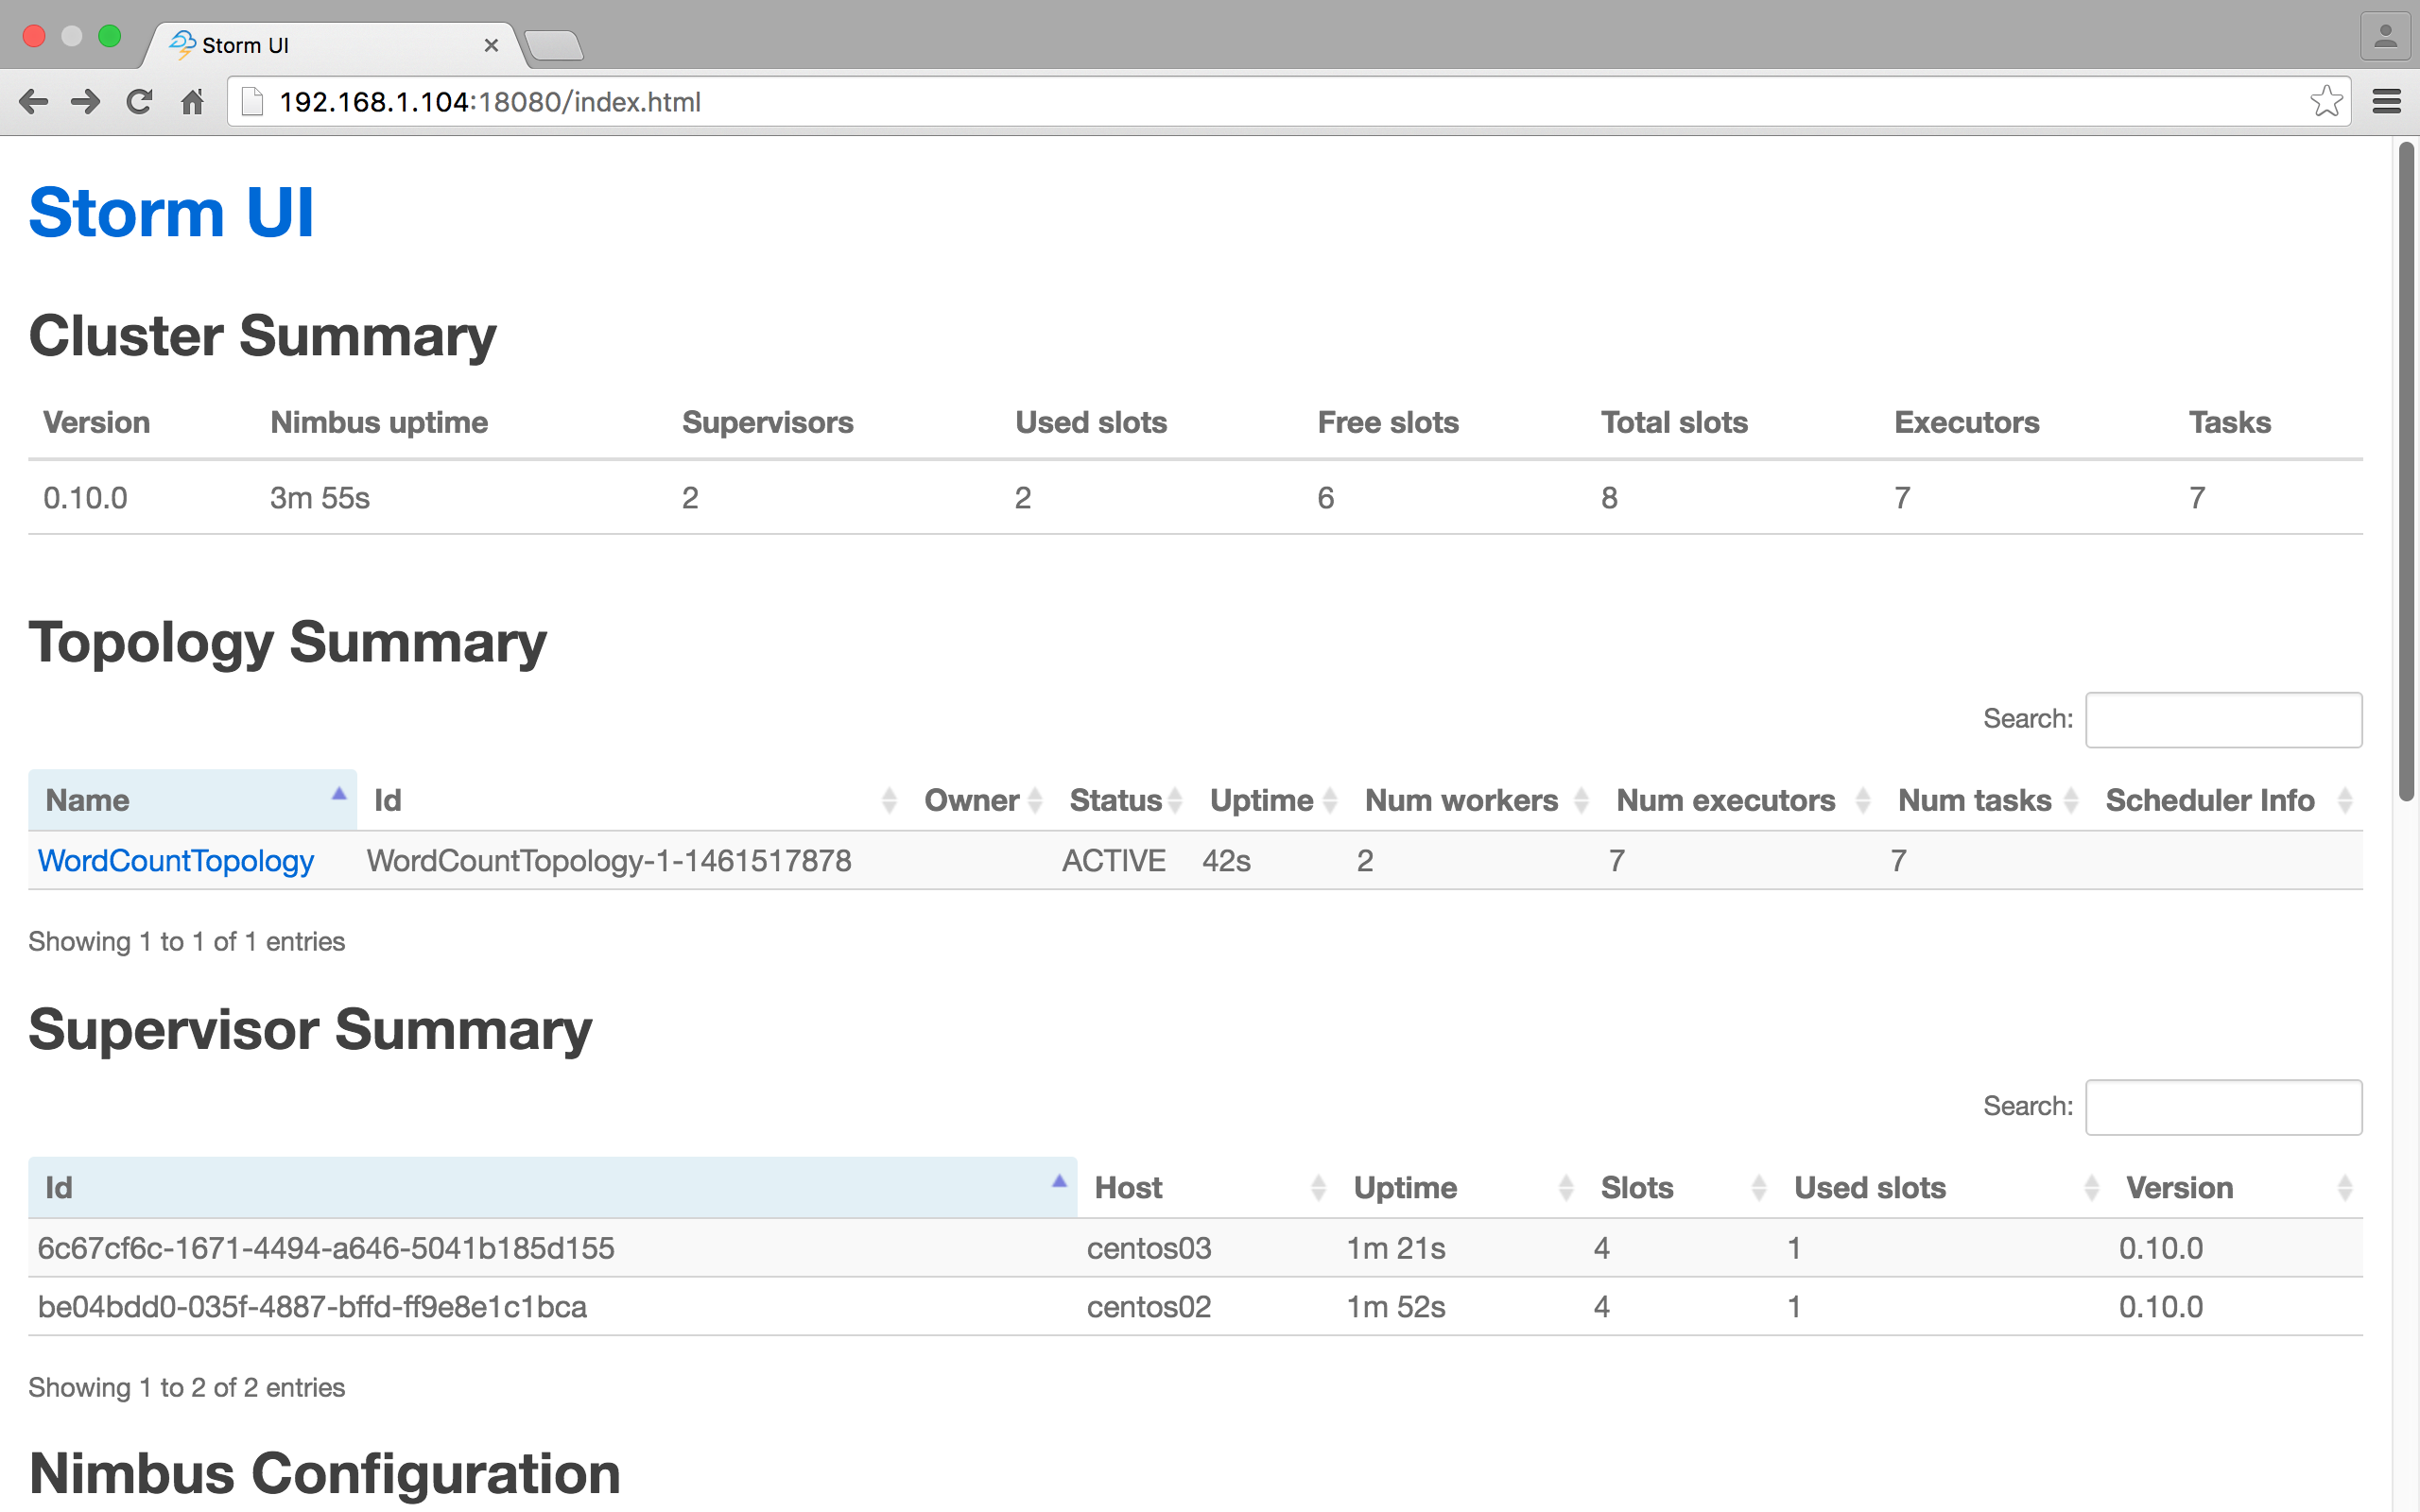 Storm UI
192.168.1.104:18080/index.html
Storm UI
Cluster Summary
Version Nimbus uptime Supervisors Used slots Free slots Total slots Executors Tasks
0.10.0 3m 55s 2 2 6 8 7 7
Topology Summary
Search:
Name Id Owner Status Uptime Num workers Num executors Num tasks Scheduler Info
WordCountTopology WordCountTopology-1-1461517878 ACTIVE 42s 2 7 7
Showing 1 to 1 of 1 entries
Supervisor Summary
Search:
Id Host Uptime Slots Used slots Version
6c67cf6c-1671-4494-a646-5041b185d155 centos03 1m 21s 4 1 0.10.0
be04bdd0-035f-4887-bffd-ff9e8e1c1bca centos02 1m 52s 4 1 0.10.0
Showing 1 to 2 of 2 entries
Nimbus Configuration